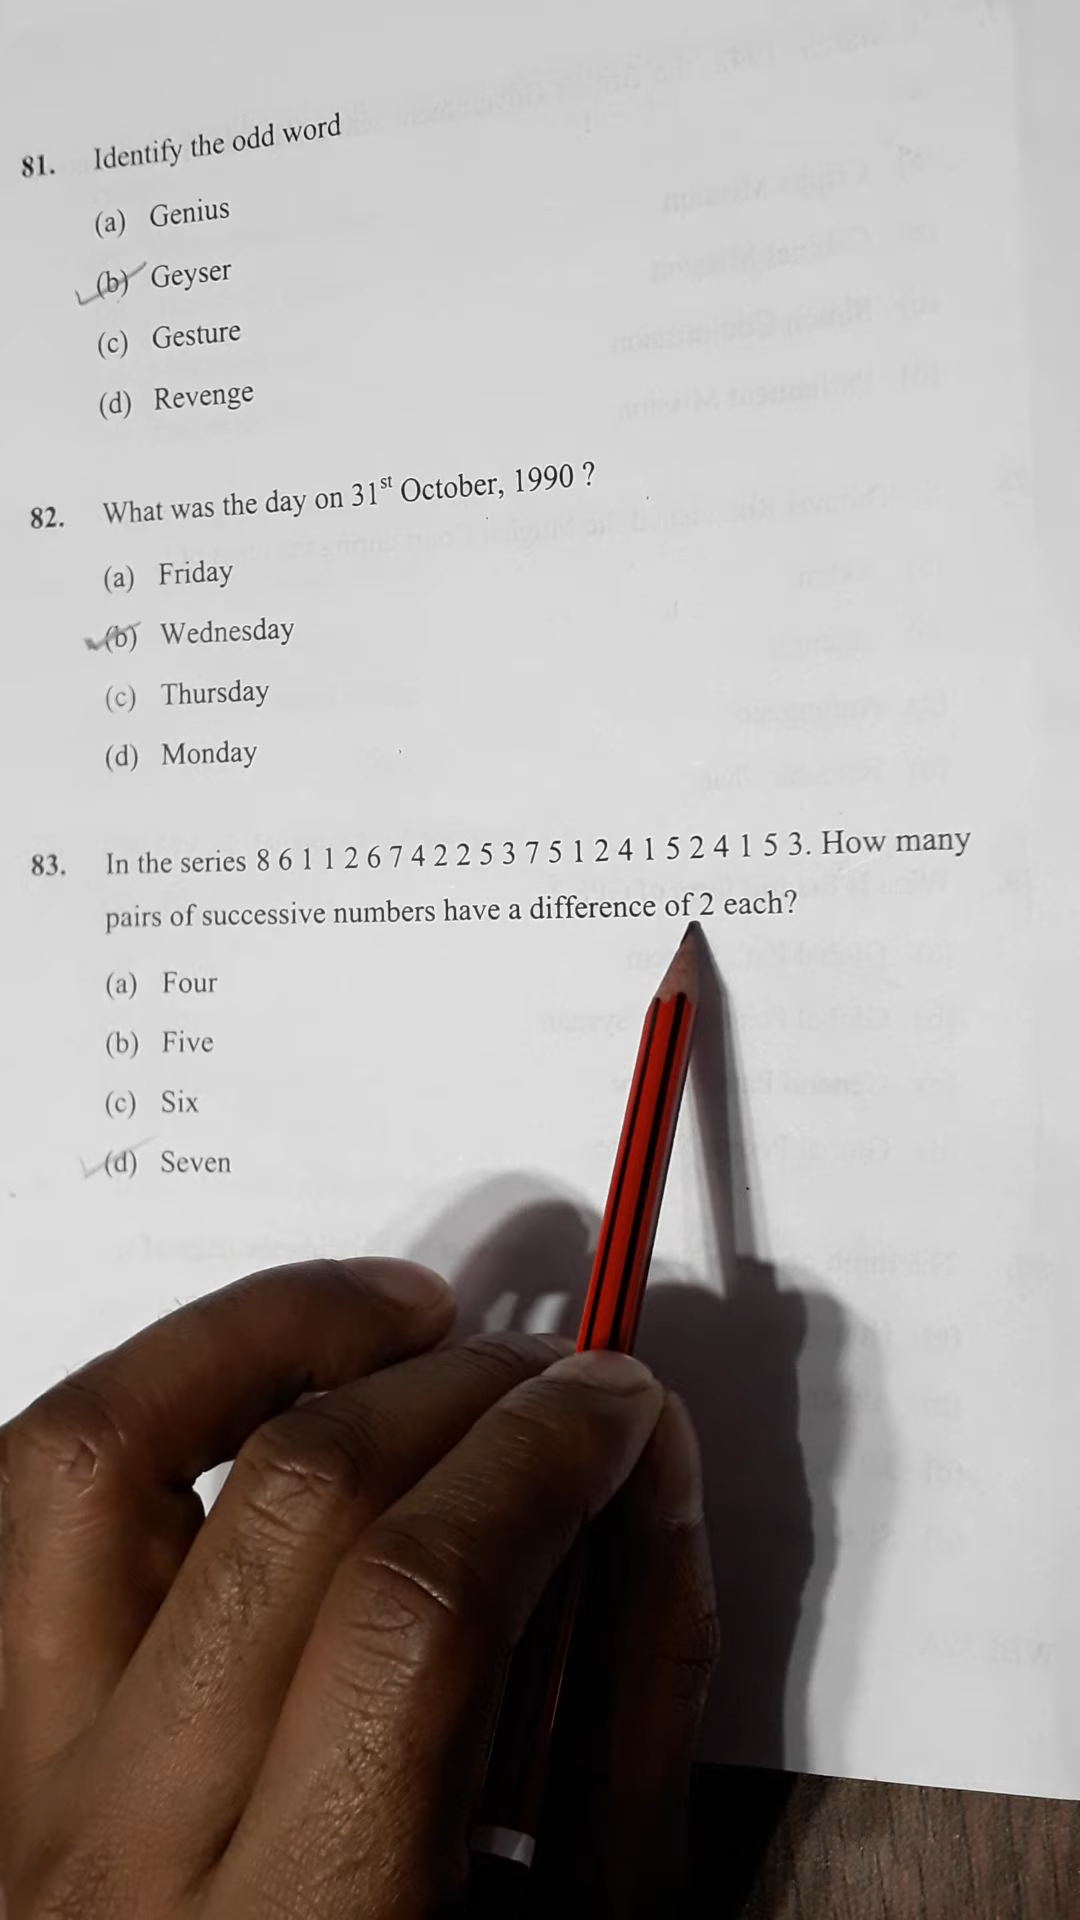 81. Identify the odd word
(a) Genius
(b) Geyser
(c) Gesture
(d) Revenge
82. What was the day on 31st October, 1990 ?
(a) Friday
(b) Wednesday
(c) Thursday
(d) Monday
83. In the series 8 6 1 1 2 6 7 4 2 2 5 3 7 5 1 2 4 1 5 2 4 1 5 3. How many
pairs of successive numbers have a difference of 2 each?
(a) Four
(b) Five
(c) Six
(d) Seven